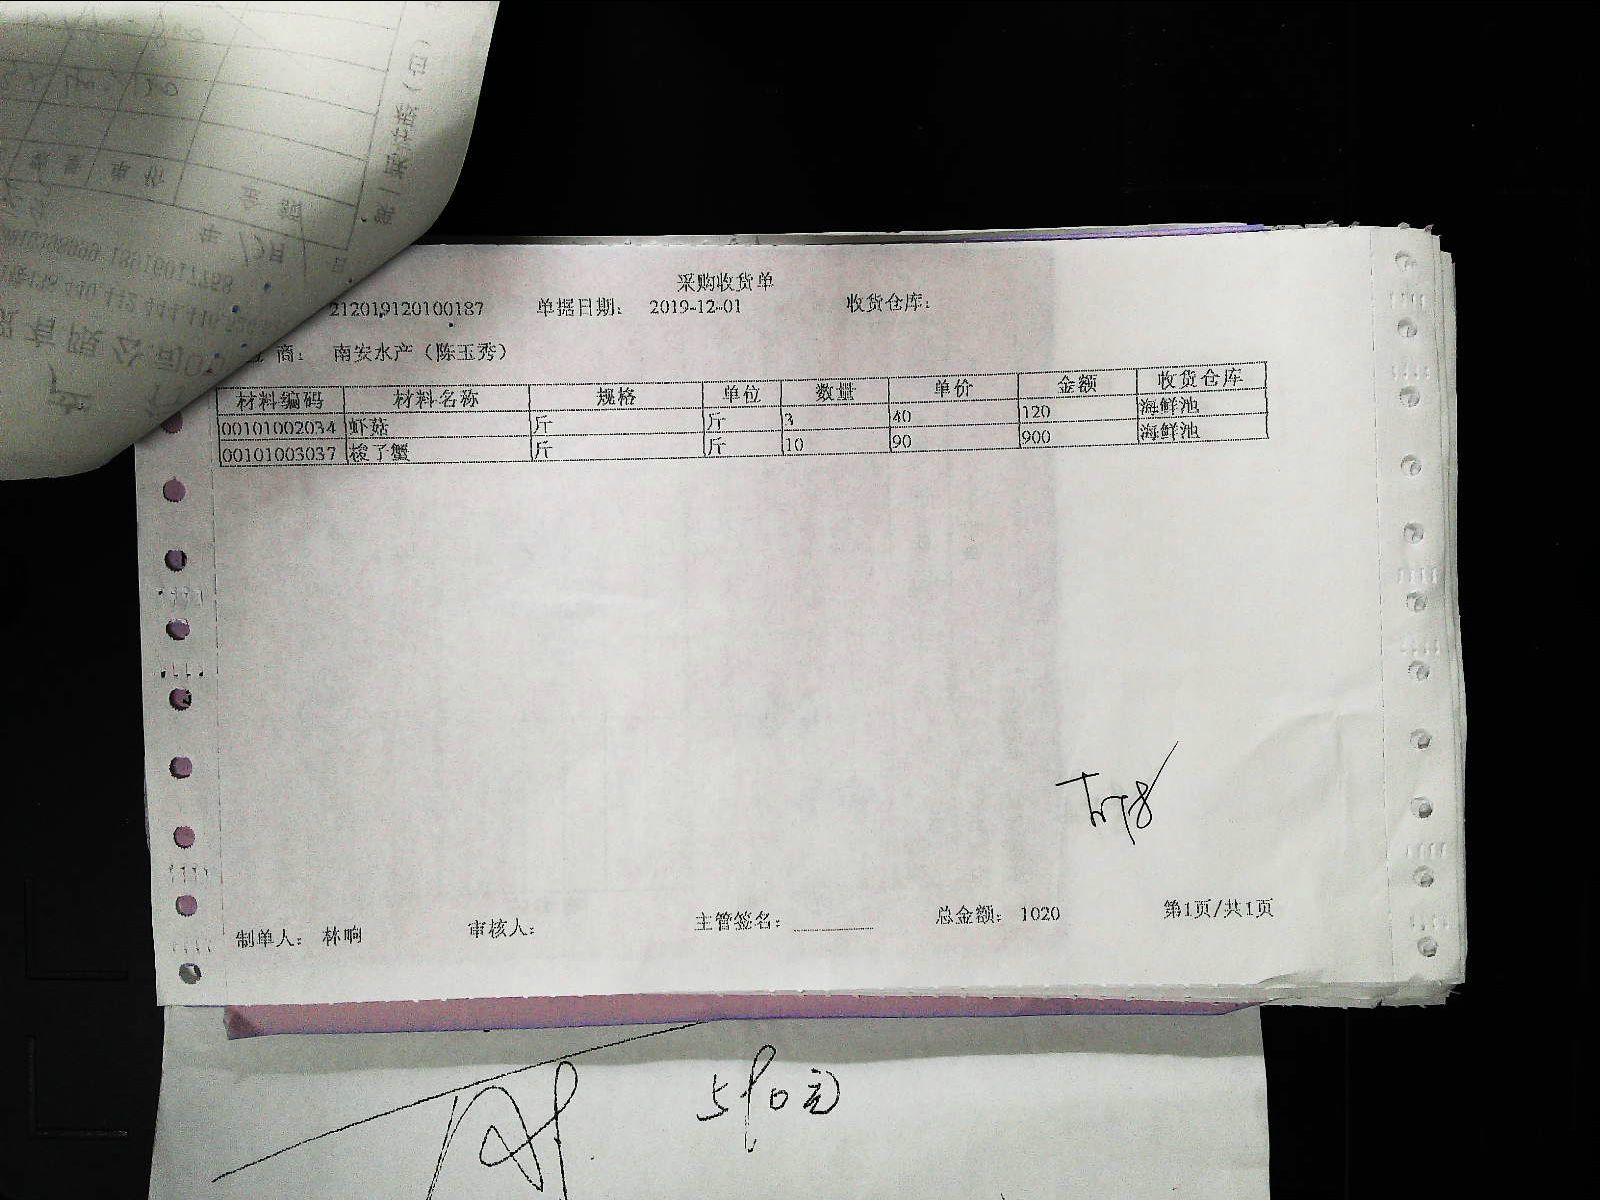 采购收货单
212019120100187 单据日期: 2019-12-01 收货仓库:
商: 南安水产(陈玉秀)
材料编码 材料名称 规格 单位 数量 单价 金额 收货仓库
00101002034 虾菇 斤 斤 3 40 120 海鲜池
00101003037 梭子蟹 斤 斤 10 90 900 海鲜池
制单人: 林响 审核人: 主管签名: 总金额: 1020 第1页/共1页
590元